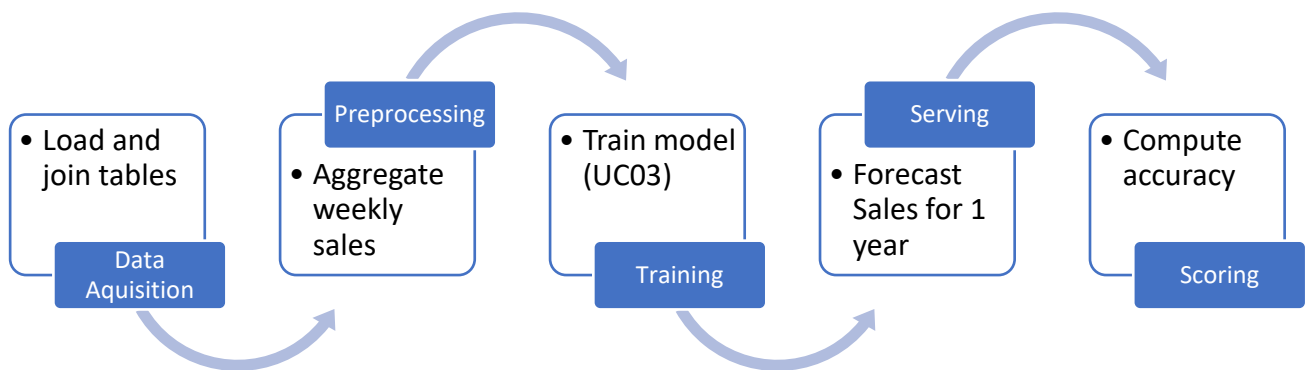 • Load and
join tables
Data
Aquisition
Preprocessing
• Aggregate
weekly
sales
• Train model
(UC03)
Training
Serving
• Forecast
Sales for 1
year
• Compute
accuracy
Scoring